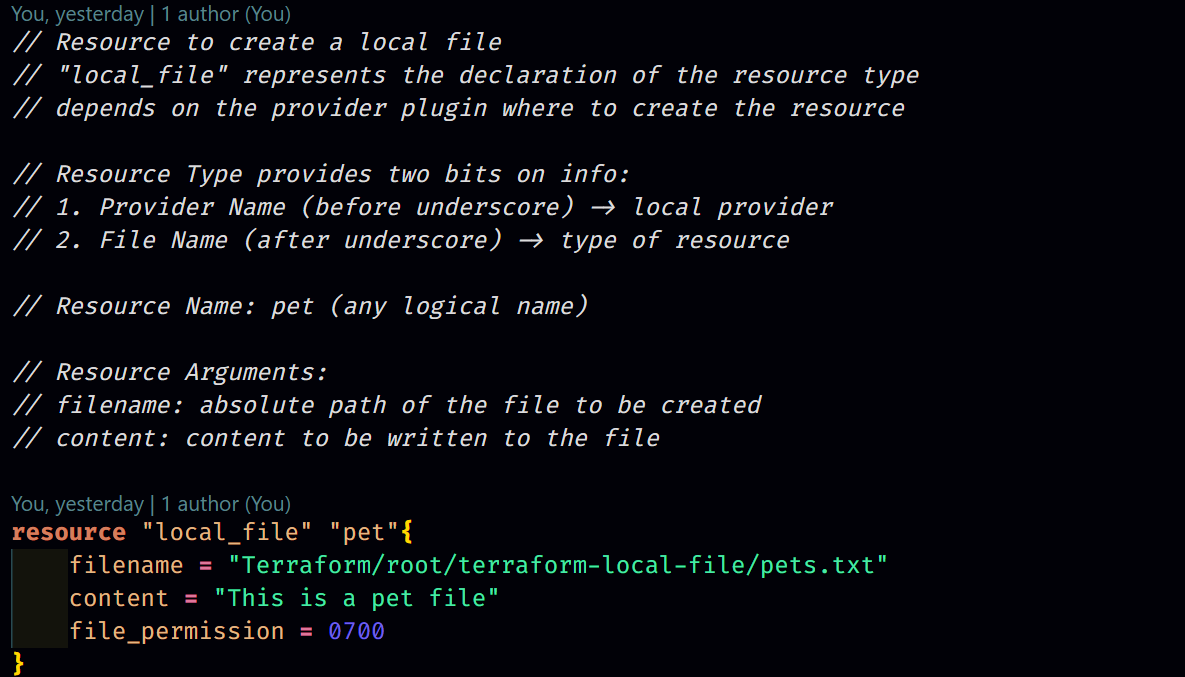 You, yesterday | 1 author (You)
// Resource to create a local file
// "local_file" represents the declaration of the resource type
// depends on the provider plugin where to create the resource
// Resource Type provides two bits on info:
// 1. Provider Name (before underscore) -> local provider
// 2. File Name (after underscore) -> type of resource
// Resource Name: pet (any logical name)
// Resource Arguments:
// filename: absolute path of the file to be created
// content: content to be written to the file
You, yesterday | 1 author (You)
resource "local_file" "pet"{
filename = "Terraform/root/terraform-local-file/pets.txt"
content = "This is a pet file"
file_permission = 0700
}